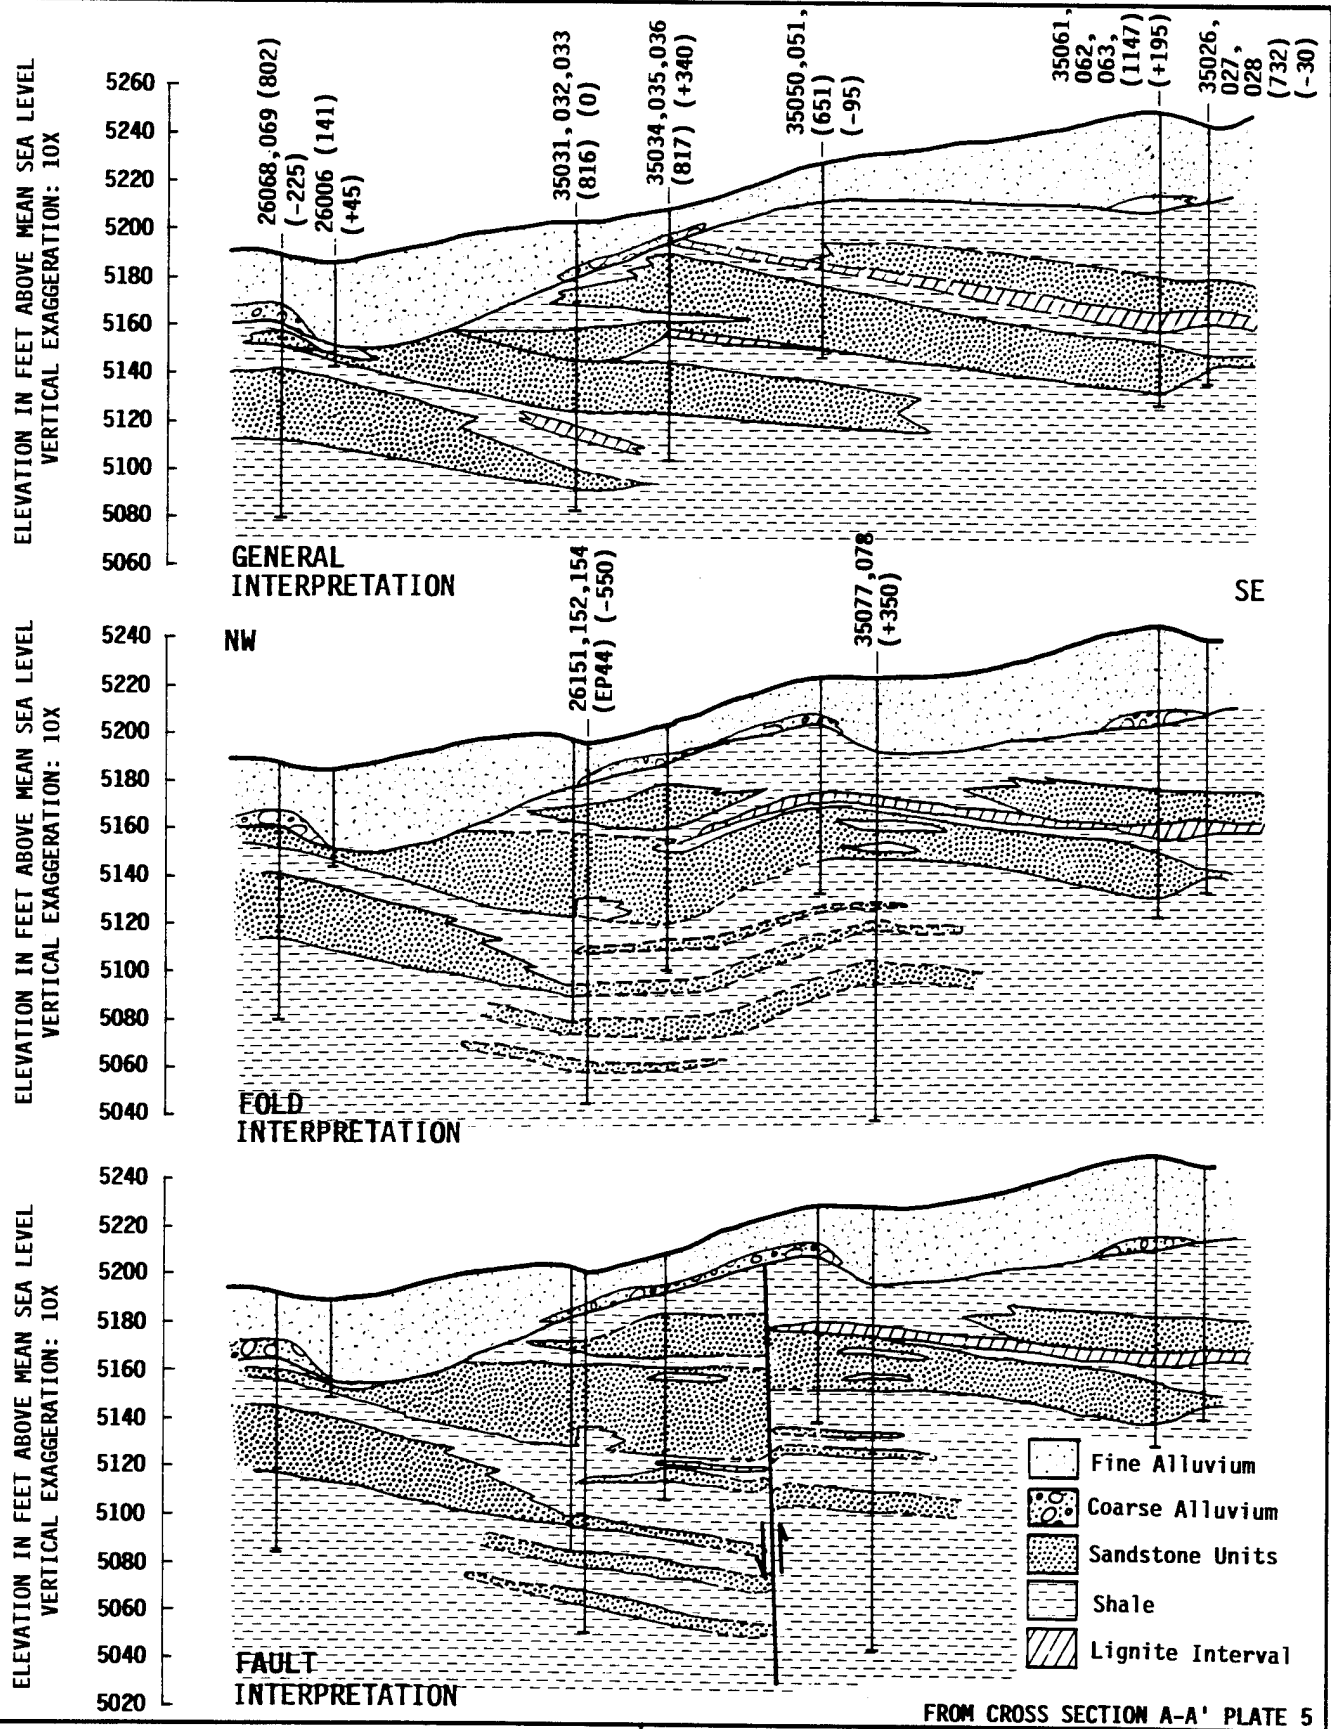 26068,069 (802)
(-225)
26006 (141)
(+45)
35031,032,033
(816) (0)
35034,035,036
(817) (+340)
35050,051,
(651)
(-95)
35061,
062,
063,
(1147)
(+195)
35026,
027,
028
(732)
(-30)
ELEVATION IN FEET ABOVE MEAN SEA LEVEL
VERTICAL EXAGGERATION: 10X
5260
5240
5220
5200
5180
5160
5140
5120
5100
5080
5060
GENERAL
INTERPRETATION
SE
NW
26151,152,154
(EP44) (-550)
35077,078
(+350)
ELEVATION IN FEET ABOVE MEAN SEA LEVEL
VERTICAL EXAGGERATION: 10X
5240
5220
5200
5180
5160
5140
5120
5100
5080
5060
5040
FOLD
INTERPRETATION
ELEVATION IN FEET ABOVE MEAN SEA LEVEL
VERTICAL EXAGGERATION: 10X
5240
5220
5200
5180
5160
5140
5120
5100
5080
5060
5040
5020
FAULT
INTERPRETATION
Fine Alluvium
Coarse Alluvium
Sandstone Units
Shale
Lignite Interval
FROM CROSS SECTION A-A' PLATE 5